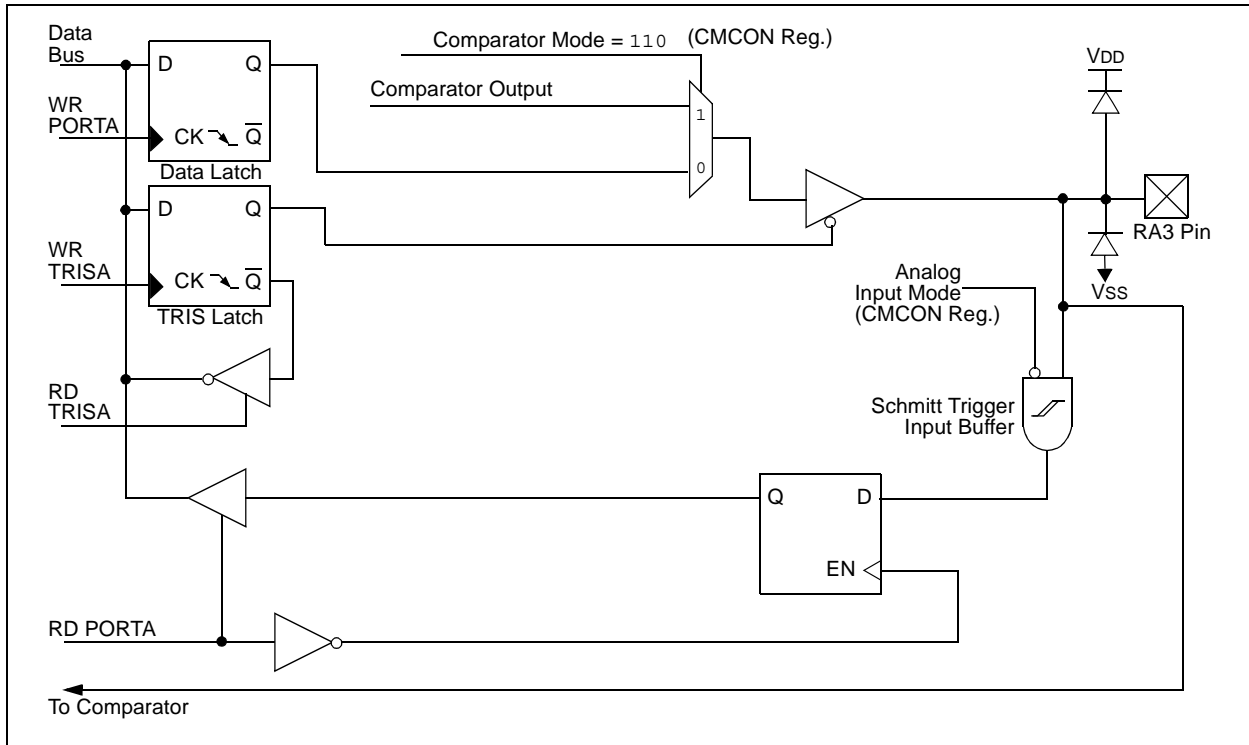 Data
Bus
Comparator Mode = 110 (CMCON Reg.)
VDD
D Q
WR
PORTA
Comparator Output
1
CK Q̅
0
Data Latch
D Q
RA3 Pin
WR
TRISA
CK Q̅
TRIS Latch
Analog
Input Mode
(CMCON Reg.)
VSS
RD
TRISA
Schmitt Trigger
Input Buffer
Q D
EN
RD PORTA
To Comparator